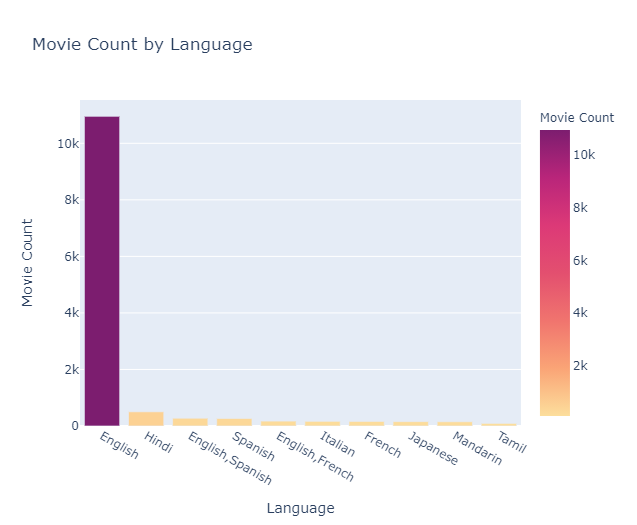 Movie Count by Language
Movie Count
10k
8k
6k
4k
2k
0
English
Hindi
English,Spanish
Spanish
English,French
Italian
French
Japanese
Mandarin
Tamil
Language
Movie Count
10k
8k
6k
4k
2k